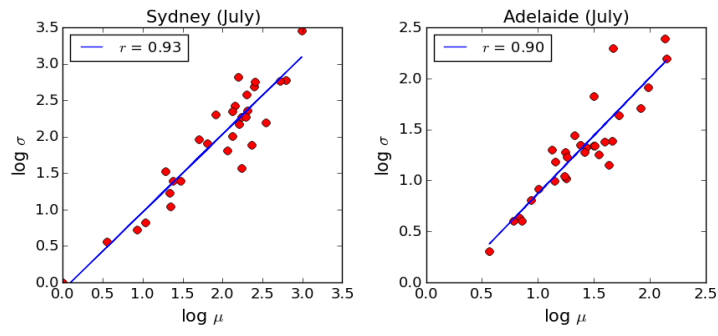 Sydney (July)
r = 0.93
3.5
3.0
2.5
2.0
1.5
1.0
0.5
0.0
log σ
0.0 0.5 1.0 1.5 2.0 2.5 3.0 3.5
log μ
Adelaide (July)
r = 0.90
2.5
2.0
1.5
1.0
0.5
0.0
log σ
0.0 0.5 1.0 1.5 2.0 2.5
log μ